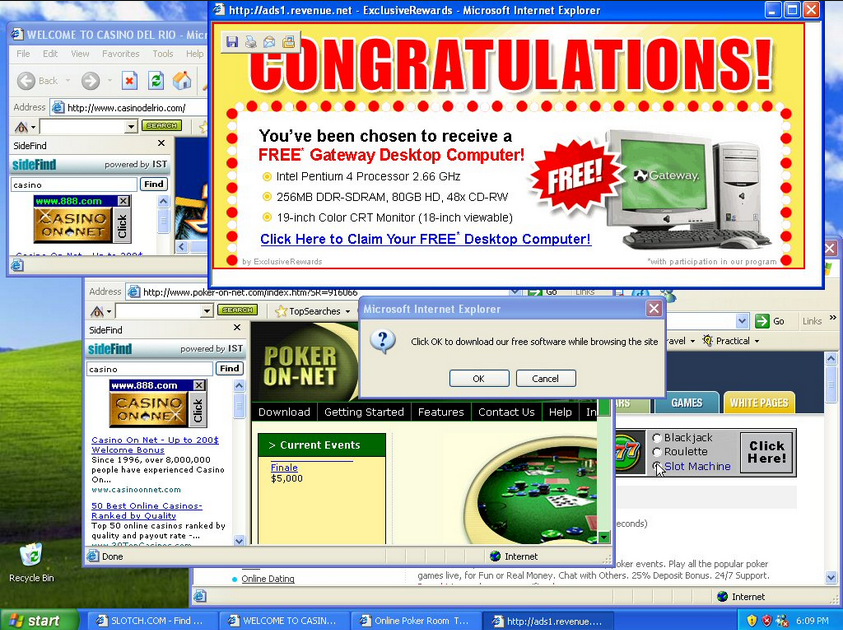 WELCOME TO CASINO DEL RIO - Mic
File Edit View Favorites Tools Help
Back
Address http://www.casinodelrio.com/
SEARCH
SideFind
sideFind powered by IST
casino Find
www.888.com
CASINO ON NET Click
http://ads1.revenue.net - ExclusiveRewards - Microsoft Internet Explorer
CONGRATULATIONS!
You've been chosen to receive a
FREE* Gateway Desktop Computer!
Intel Pentium 4 Processor 2.66 GHz
256MB DDR-SDRAM, 80GB HD, 48x CD-RW
19-inch Color CRT Monitor (18-inch viewable)
Click Here to Claim Your FREE* Desktop Computer!
FREE!
Gateway.
by ExclusiveRewards
*with participation in our program
Address http://www.poker-on-net.com/index.htm?SR=916066 Go Links
SEARCH TopSearches
SideFind
sideFind powered by IST
casino Find
www.888.com
CASINO ON NET Click
Casino On Net - Up to 200$
Welcome Bonus
Since 1996, over 8,000,000
people have experienced Casino
On...
www.casinoonnet.com
50 Best Online Casinos-
Ranked by Quality
Top 50 online casinos ranked by
quality and payout rate -...
POKER
ON-NET
Download Getting Started Features Contact Us Help In
> Current Events
Finale
$5,000
Done Internet
Microsoft Internet Explorer
Click OK to download our free software while browsing the site
OK Cancel
Go Links »
ravel Practical
ARS GAMES WHITE PAGES
77
Blackjack
Roulette
Slot Machine
Click
Here!
econds)
oker events. Play all the popular poker
games live, for Fun or Real Money. Chat with Others. 25% Deposit Bonus. 24/7 Support.
Online Dating
Internet
Recycle Bin
start SLOTCH.COM - Find ... WELCOME TO CASIN... Online Poker Room T... http://ads1.revenue.... 6:09 PM